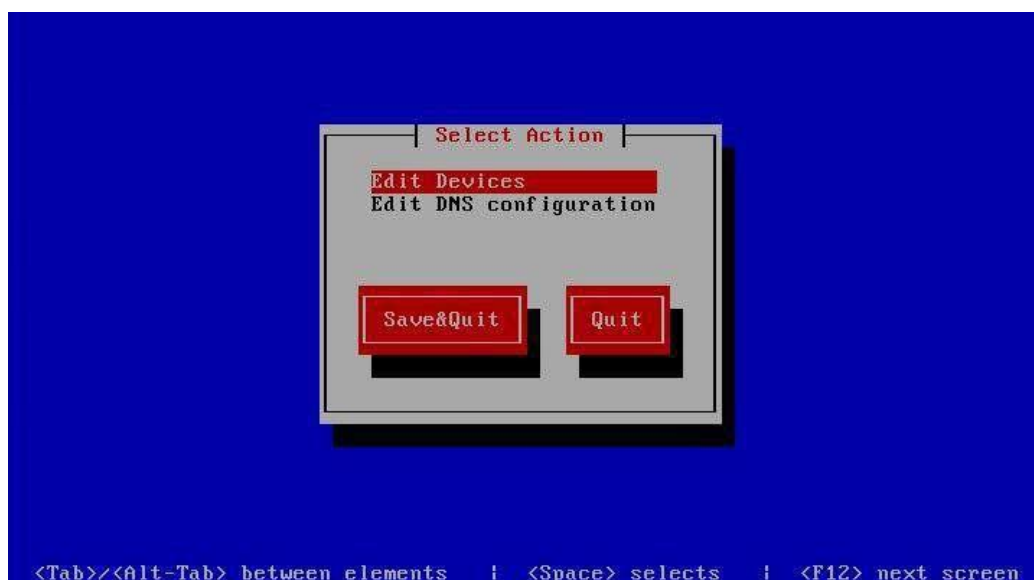 Select Action
Edit Devices
Edit DNS configuration
Save&Quit Quit
<Tab>/<Alt-Tab> between elements | <Space> selects | <F12> next screen